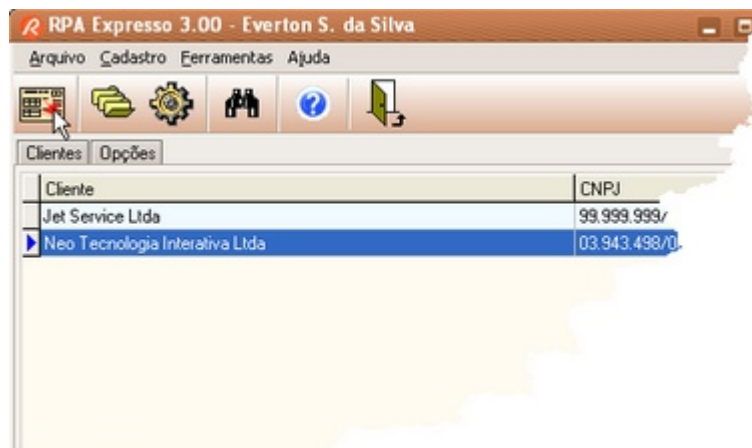 RPA Expresso 3.00 - Everton S. da Silva
Arquivo Cadastro Ferramentas Ajuda
Clientes Opções
Cliente CNPJ
Jet Service Ltda 99.999.999/
Neo Tecnologia Interativa Ltda 03.943.498/0